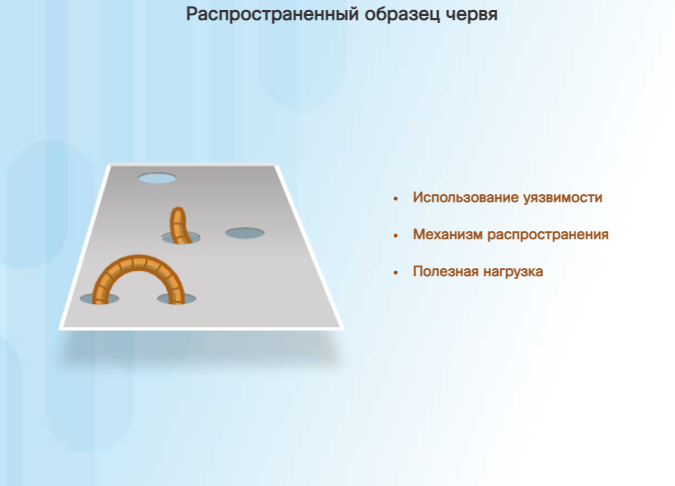 Распространенный образец червя
Использование уязвимости
Механизм распространения
Полезная нагрузка